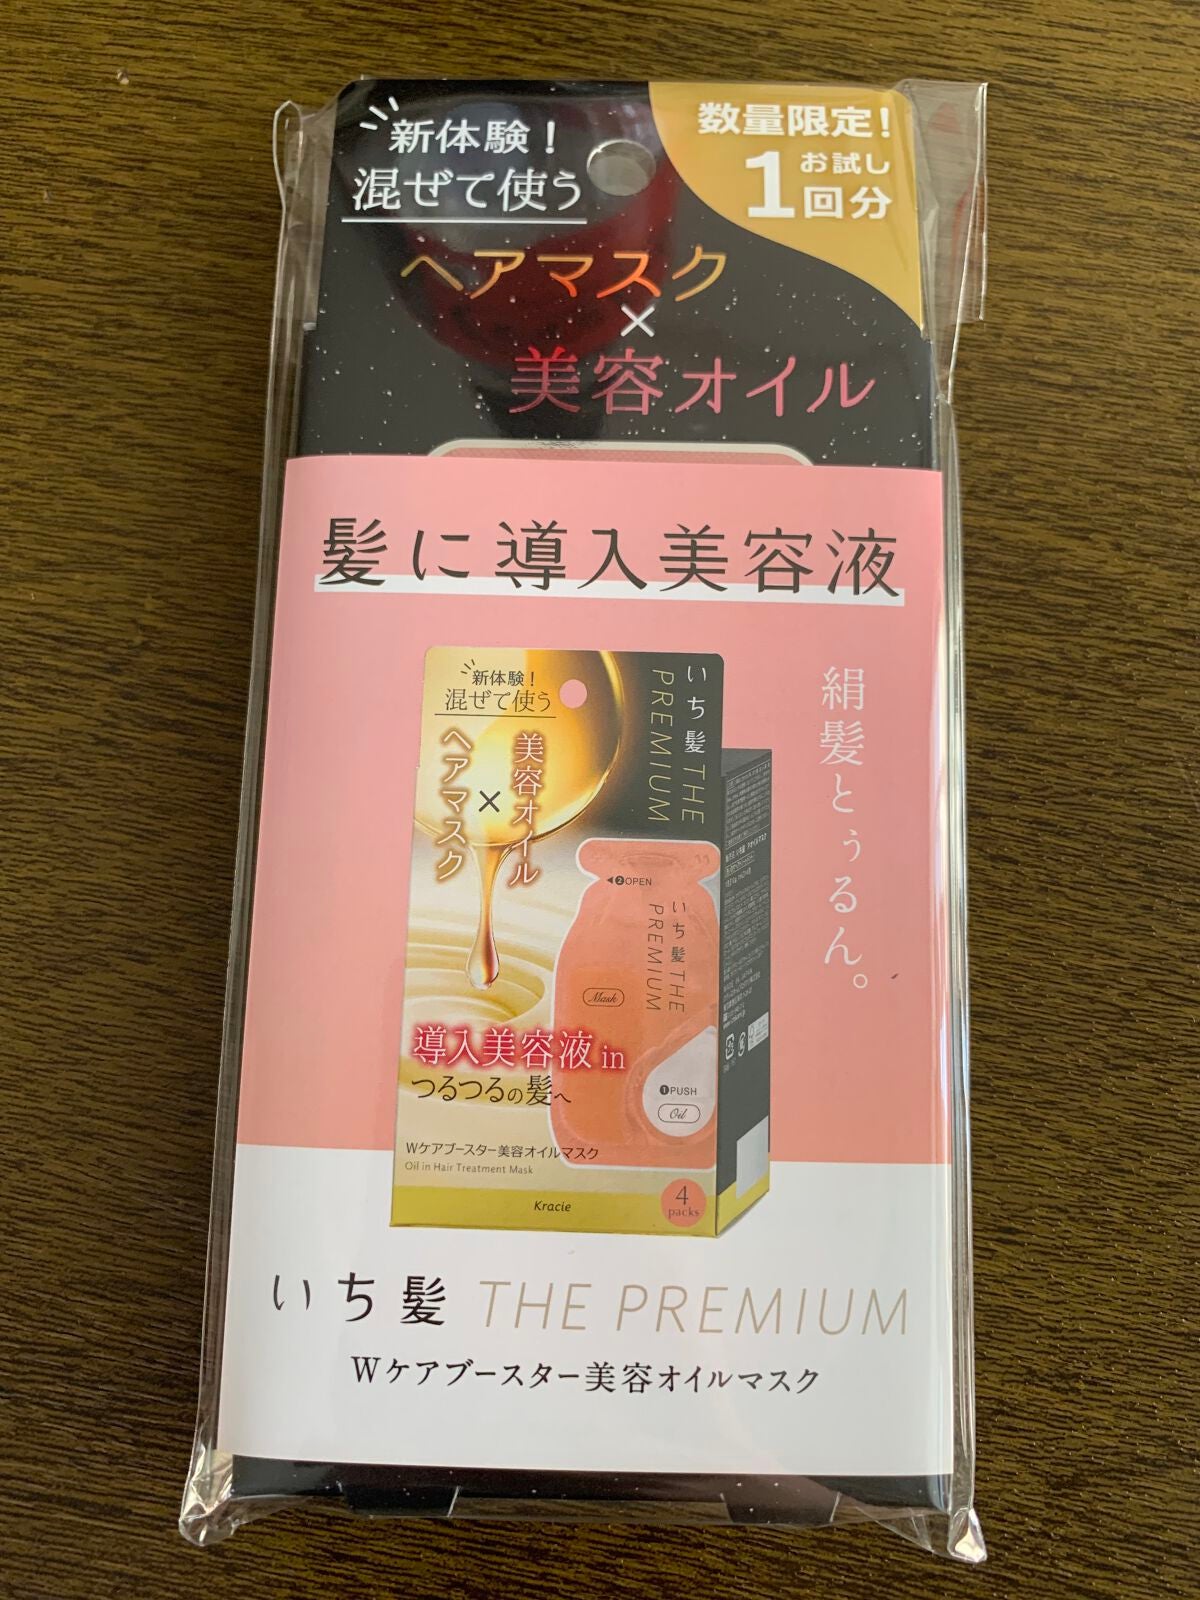 新体験!
混ぜて使う
数量限定!
お試し
1回分
ヘアマスク
×
美容オイル
髪に導入美容液
絹髪とぅるん。
新体験!
混ぜて使う
美容オイル
×
ヘアマスク
いち髪 THE
PREMIUM
◀❷OPEN
いち髪 THE
PREMIUM
Mask
❶PUSH
Oil
導入美容液 in
つるつるの髪へ
Wケアブースター美容オイルマスク
Oil in Hair Treatment Mask
Kracie
4
packs
いち髪 THE PREMIUM
Wケアブースター美容オイルマスク